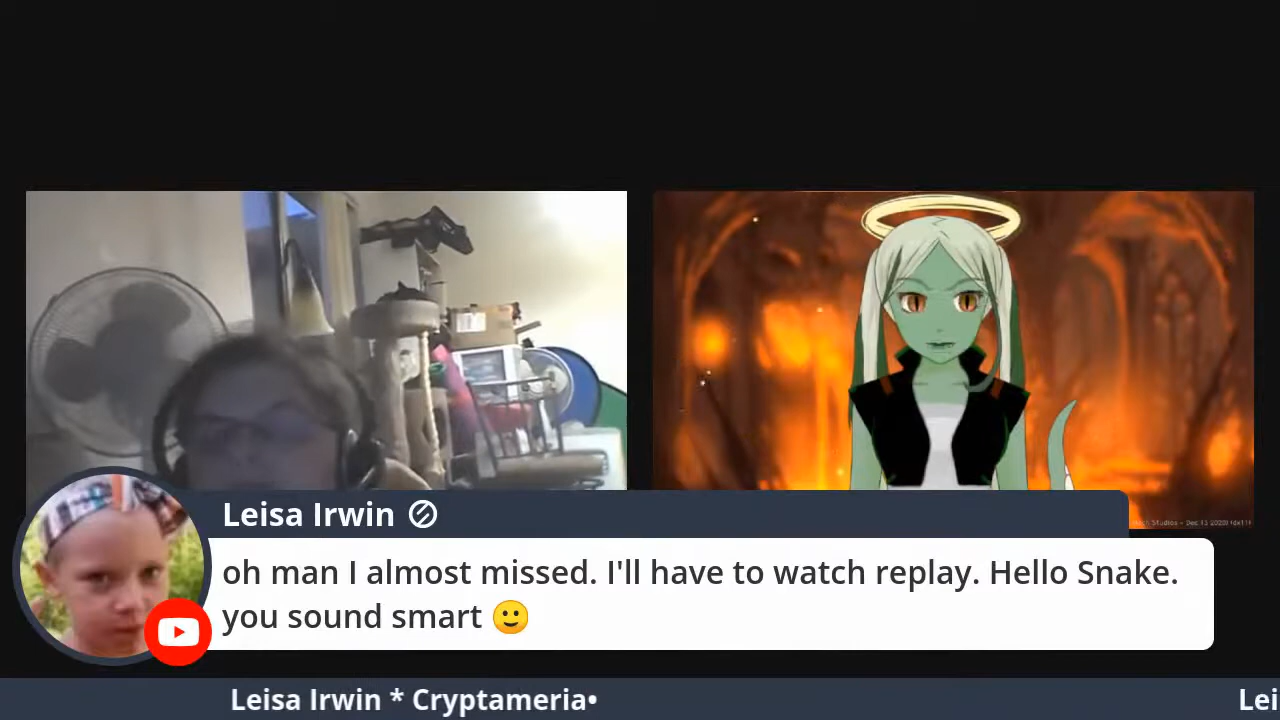 Leisa Irwin
oh man I almost missed. I'll have to watch replay. Hello Snake.
you sound smart 🙂
Leisa Irwin * Cryptameria•
Lei